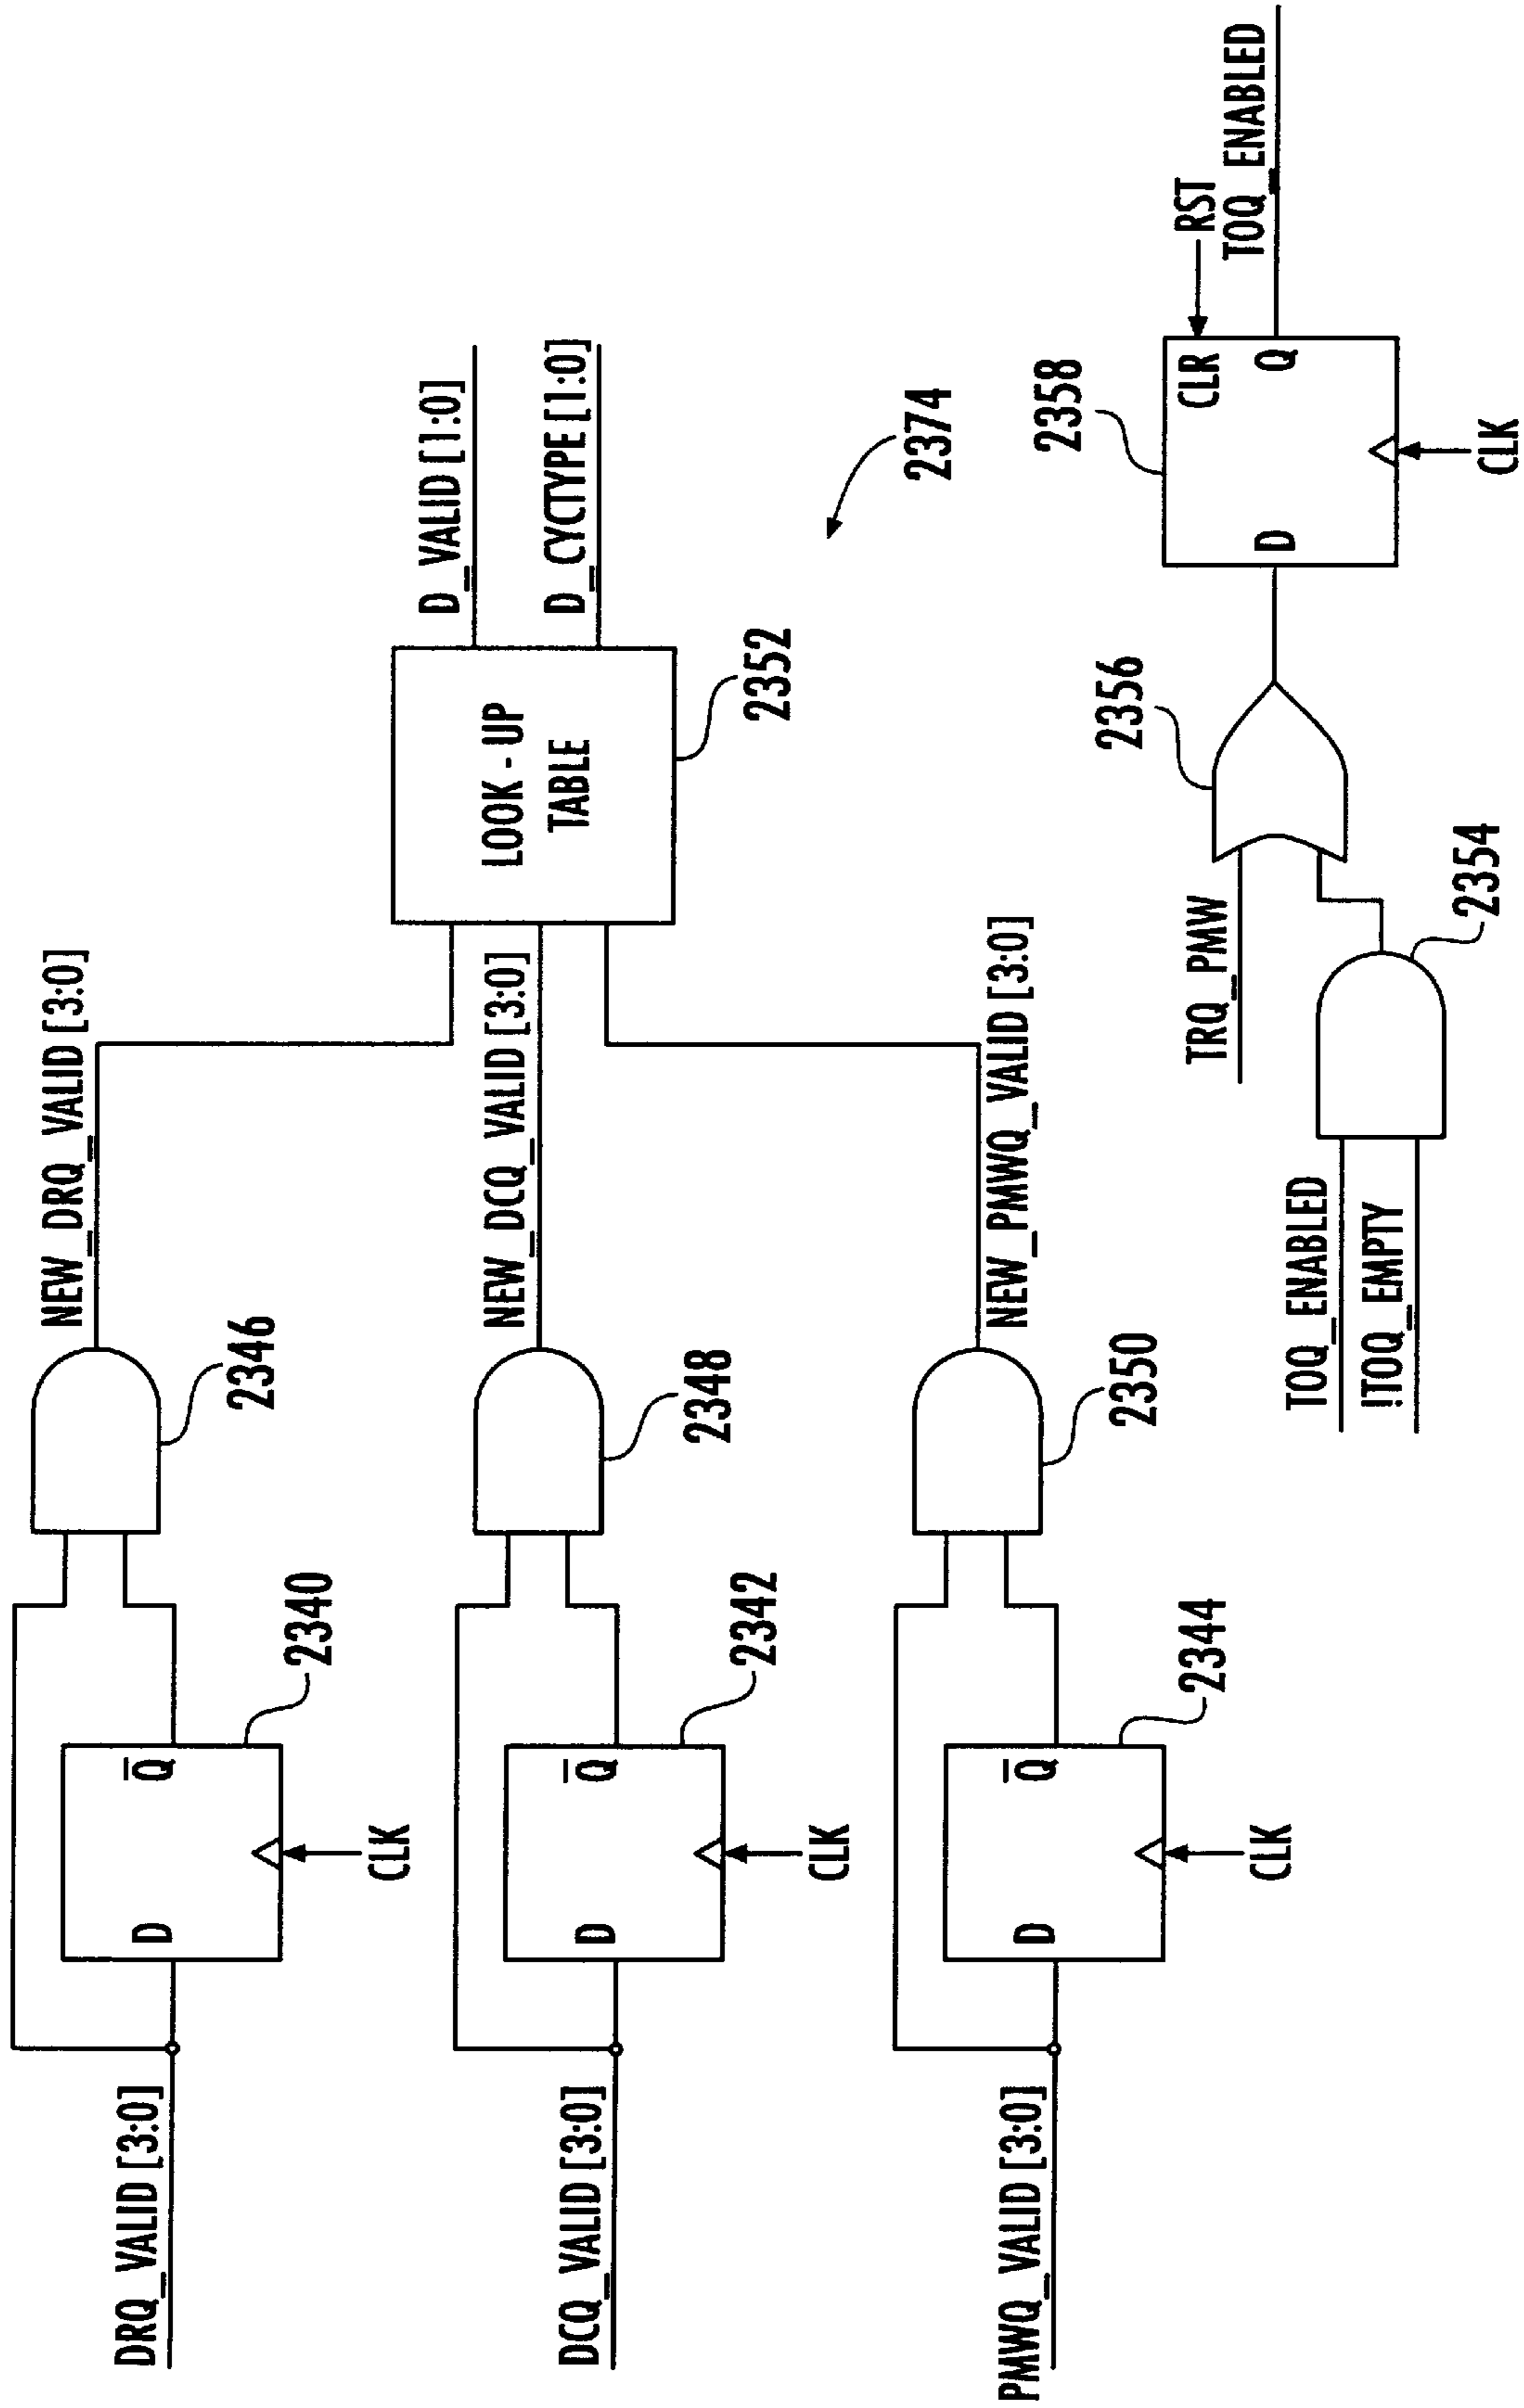 DRQ_VALID [3:0]
D
Q̅
CLK
2340
2346
NEW_DRQ_VALID [3:0]
DCQ_VALID [3:0]
D
Q̅
CLK
2342
2348
NEW_DCQ_VALID [3:0]
PMWQ_VALID [3:0]
D
Q̅
CLK
2344
2350
NEW_PMWQ_VALID [3:0]
LOOK - UP
TABLE
2352
D_VALID [1:0]
D_CYCTYPE [1:0]
2374
TOQ_ENABLED
!TOQ_EMPTY
2354
TRQ_PMW
2356
D
CLR
Q
2358
CLK
RST
TOQ_ENABLED